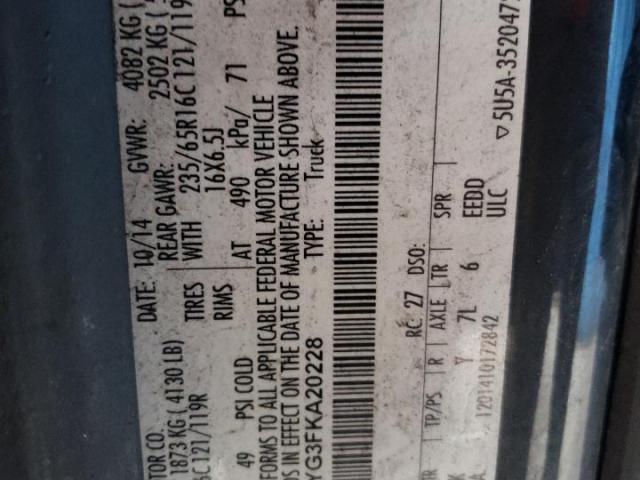 TOR CO.
DATE: 10/14 GVWR: 4082 KG (
1873 KG ( 4130 LB) REAR GAWR: 2502 KG (
C121/119R TIRES WITH 235/65R16C 121/119
RIMS 16X6.5J
49 PSI COLD AT 490 kPa/ 71 PS
FORMS TO ALL APPLICABLE FEDERAL MOTOR VEHICLE
DS IN EFFECT ON THE DATE OF MANUFACTURE SHOWN ABOVE.
YG3FKA20228 TYPE: Truck
RC: 27 DSO:
TR TP/PS R AXLE TR SPR
Y 7L 6 EEDD
1201410172842 ULC
▽5U5A-352047